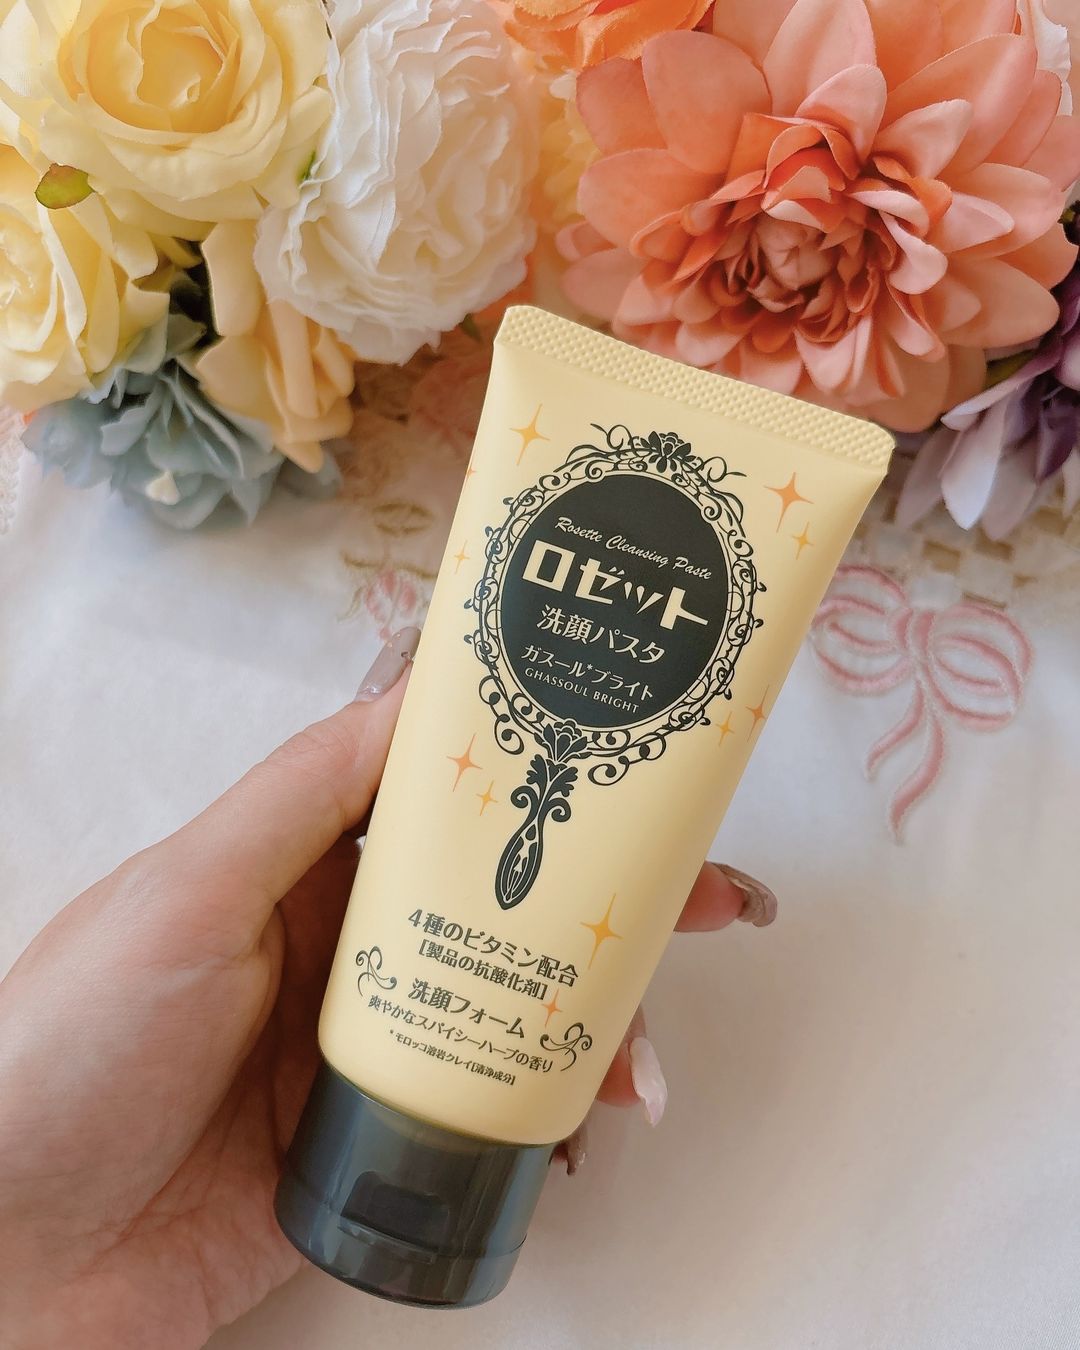 Rosette Cleansing Paste
ロゼット
洗顔パスタ
ガスール*ブライト
GHASSOUL BRIGHT
4種のビタミン配合
[製品の抗酸化剤]
洗顔フォーム
爽やかなスパイシーハーブの香り
*モロッコ溶岩クレイ[清浄成分]